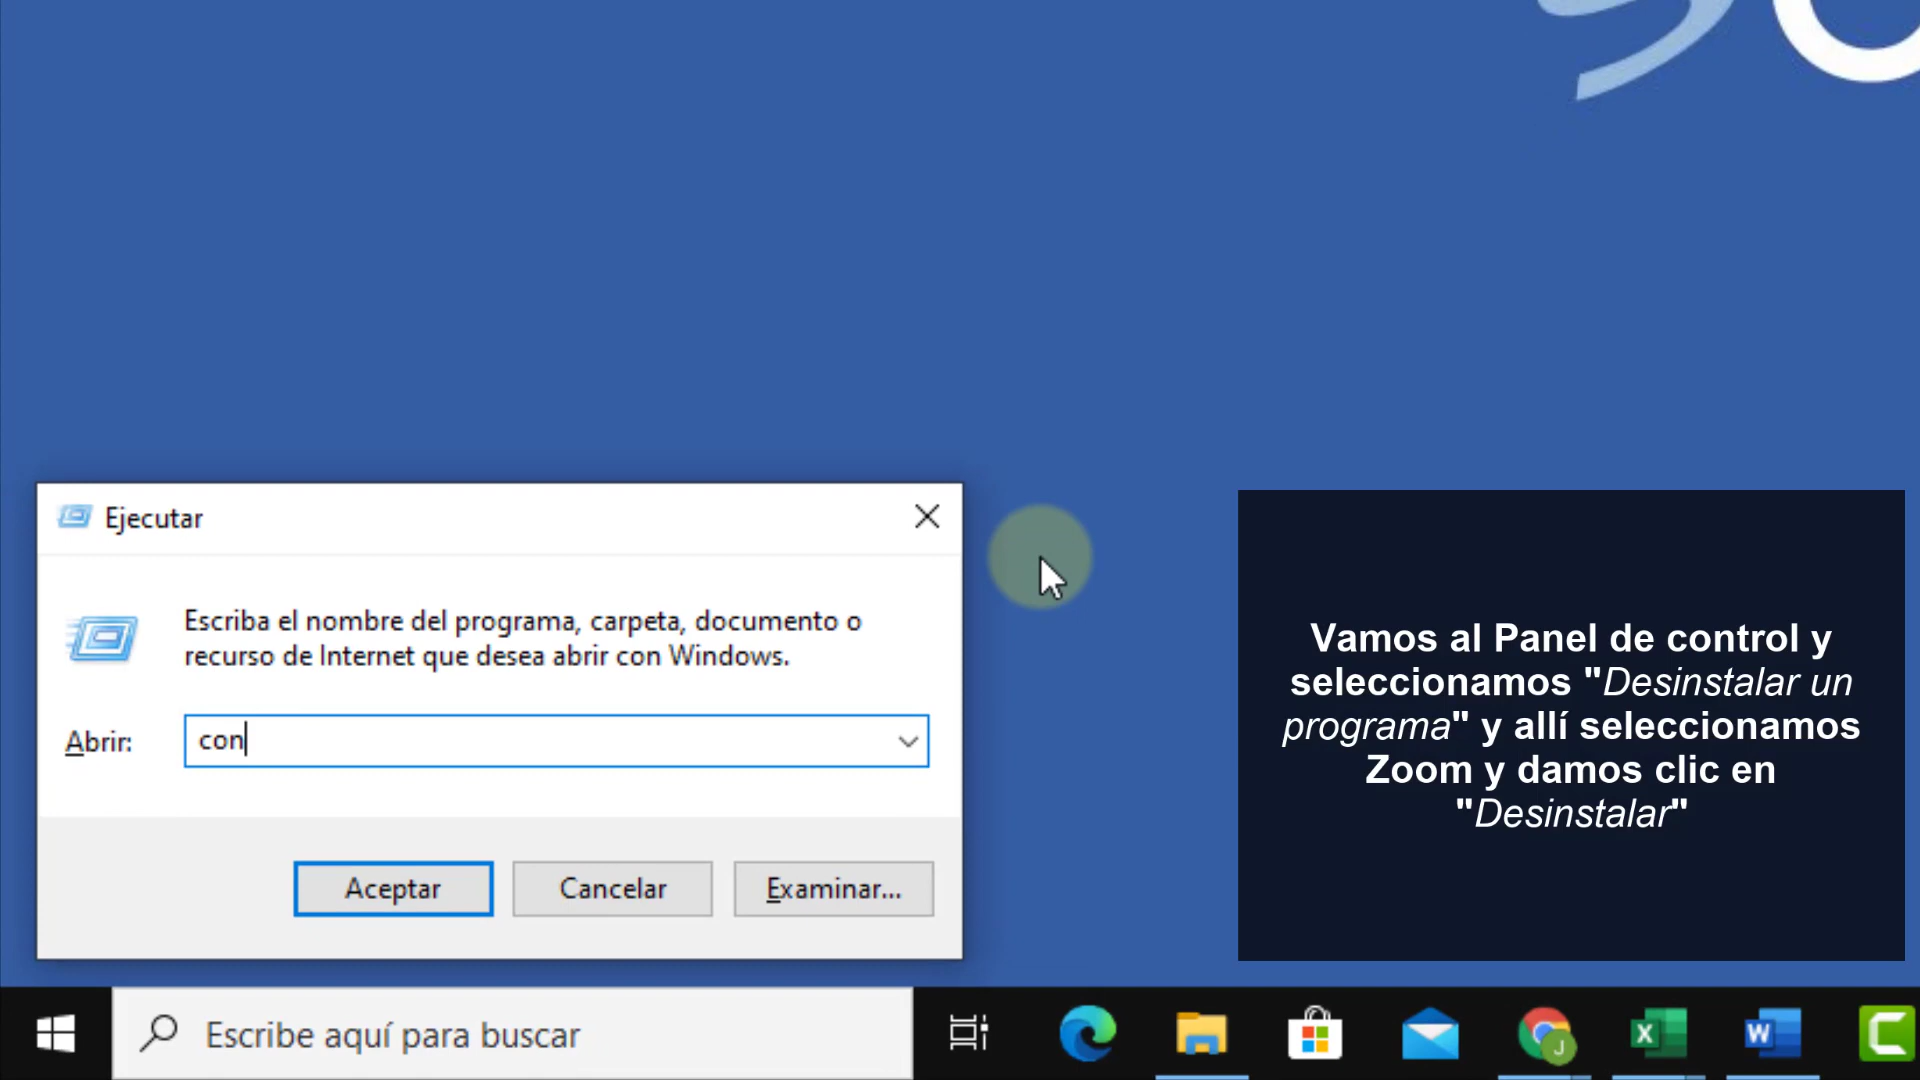 Ejecutar
Escriba el nombre del programa, carpeta, documento o
recurso de Internet que desea abrir con Windows.
Abrir: con
Aceptar Cancelar Examinar...
Vamos al Panel de control y
seleccionamos "Desinstalar un
programa" y allí seleccionamos
Zoom y damos clic en
"Desinstalar"
Escribe aquí para buscar
J
X
W